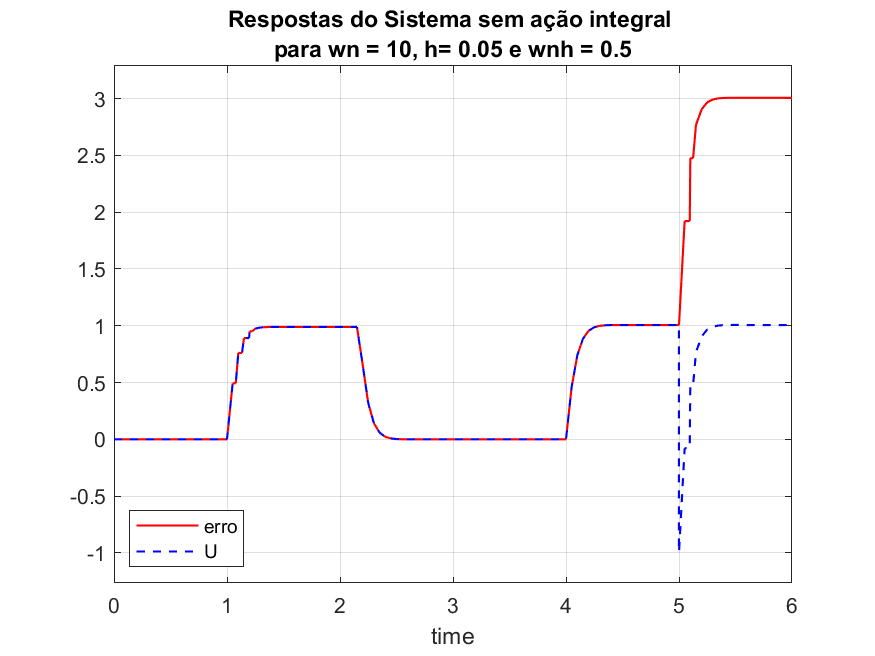 Respostas do Sistema sem ação integral
para wn = 10, h= 0.05 e wnh = 0.5
3
2.5
2
1.5
1
0.5
0
-0.5
-1
erro
U
0 1 2 3 4 5 6
time